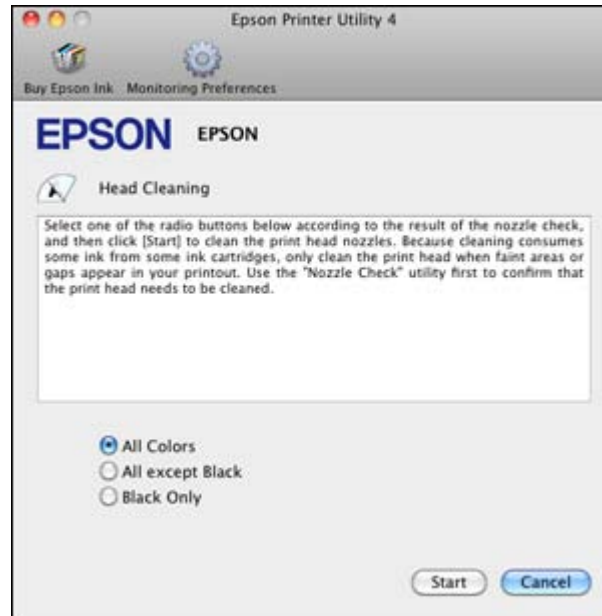 Epson Printer Utility 4
Buy Epson Ink Monitoring Preferences
EPSON EPSON
Head Cleaning
Select one of the radio buttons below according to the result of the nozzle check,
and then click [Start] to clean the print head nozzles. Because cleaning consumes
some ink from some ink cartridges, only clean the print head when faint areas or
gaps appear in your printout. Use the "Nozzle Check" utility first to confirm that
the print head needs to be cleaned.
All Colors
All except Black
Black Only
Start Cancel